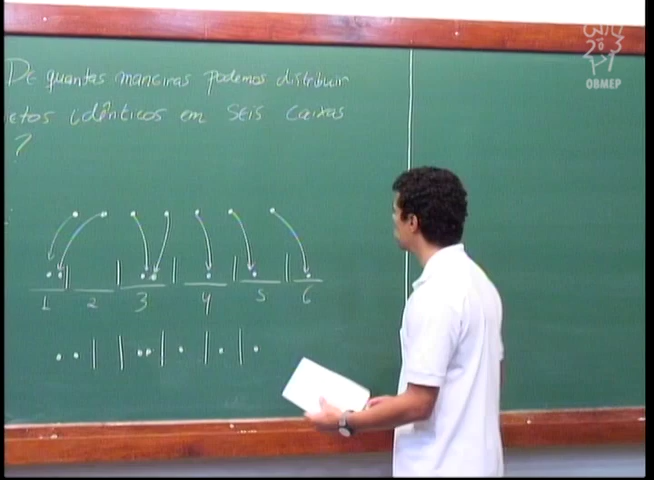 De quantas maneiras podemos distribuir
etos idênticos em seis caixas
?
1 2 3 4 5 6
OBMEP